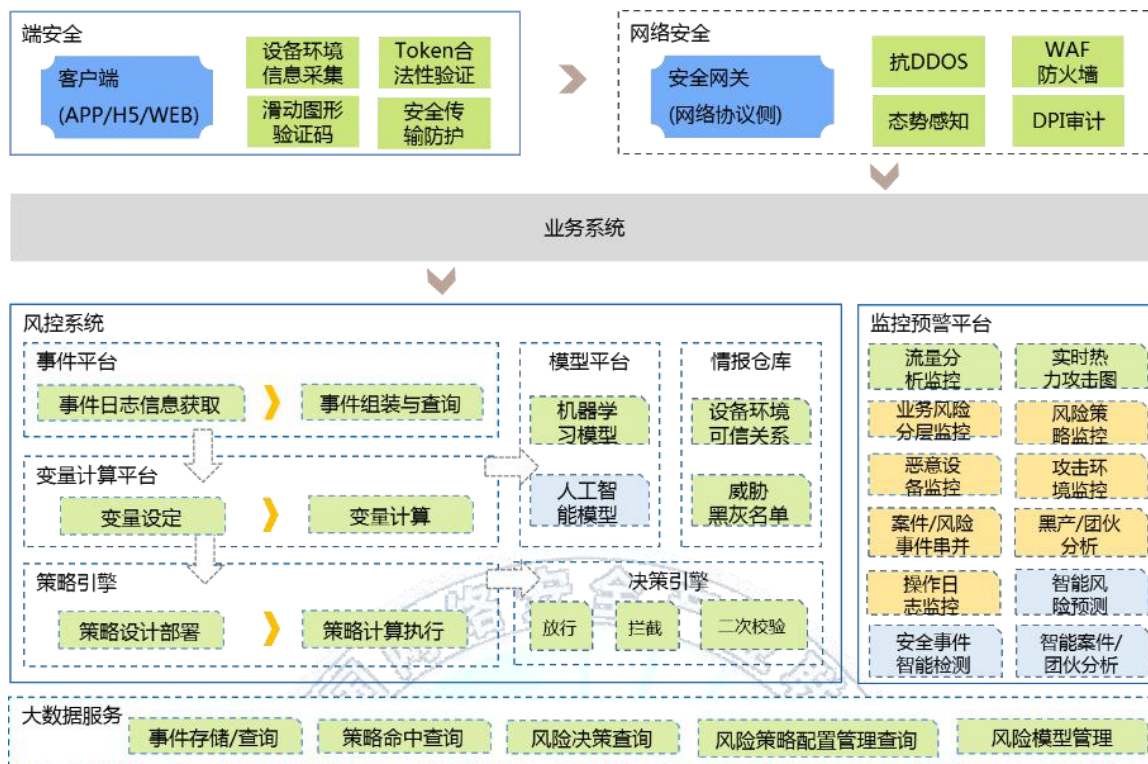 端安全
客户端
(APP/H5/WEB)
设备环境
信息采集
Token合
法性验证
滑动图形
验证码
安全传
输防护
网络安全
安全网关
(网络协议侧)
抗DDOS
WAF
防火墙
态势感知
DPI审计
业务系统
风控系统
事件平台
事件日志信息获取
事件组装与查询
变量计算平台
变量设定
变量计算
策略引擎
策略设计部署
策略计算执行
模型平台
机器学
习模型
人工智
能模型
情报仓库
设备环境
可信关系
威胁
黑灰名单
决策引擎
放行
拦截
二次校验
监控预警平台
流量分
析监控
实时热
力攻击图
业务风险
分层监控
风险策
略监控
恶意设
备监控
攻击环
境监控
案件/风险
事件串并
黑产/团伙
分析
操作日
志监控
智能风
险预测
安全事件
智能检测
智能案件/
团伙分析
大数据服务
事件存储/查询
策略命中查询
风险决策查询
风险策略配置管理查询
风险模型管理